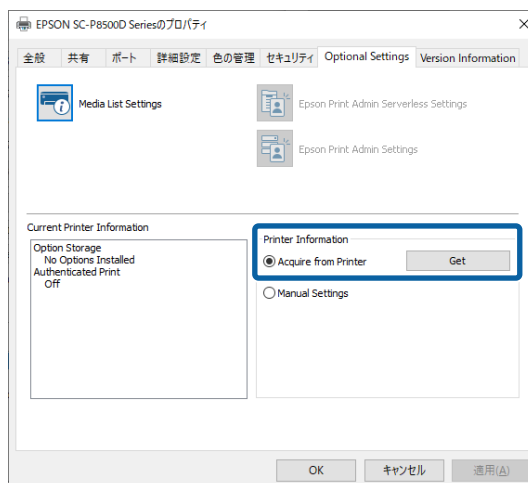 EPSON SC-P8500D Seriesのプロパティ
全般 共有 ポート 詳細設定 色の管理 セキュリティ Optional Settings Version Information
Media List Settings
Epson Print Admin Serverless Settings
Epson Print Admin Settings
Current Printer Information
Option Storage
No Options Installed
Authenticated Print
Off
Printer Information
Acquire from Printer
Get
Manual Settings
OK キャンセル 適用(A)